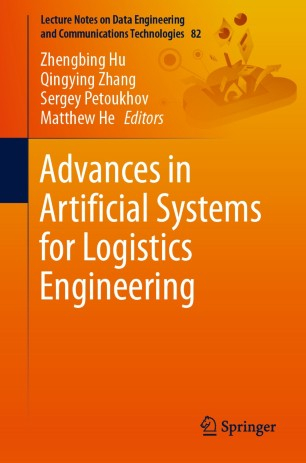 Lecture Notes on Data Engineering
and Communications Technologies 82
Zhengbing Hu
Qingying Zhang
Sergey Petoukhov
Matthew He Editors
Advances in
Artificial Systems
for Logistics
Engineering
Springer